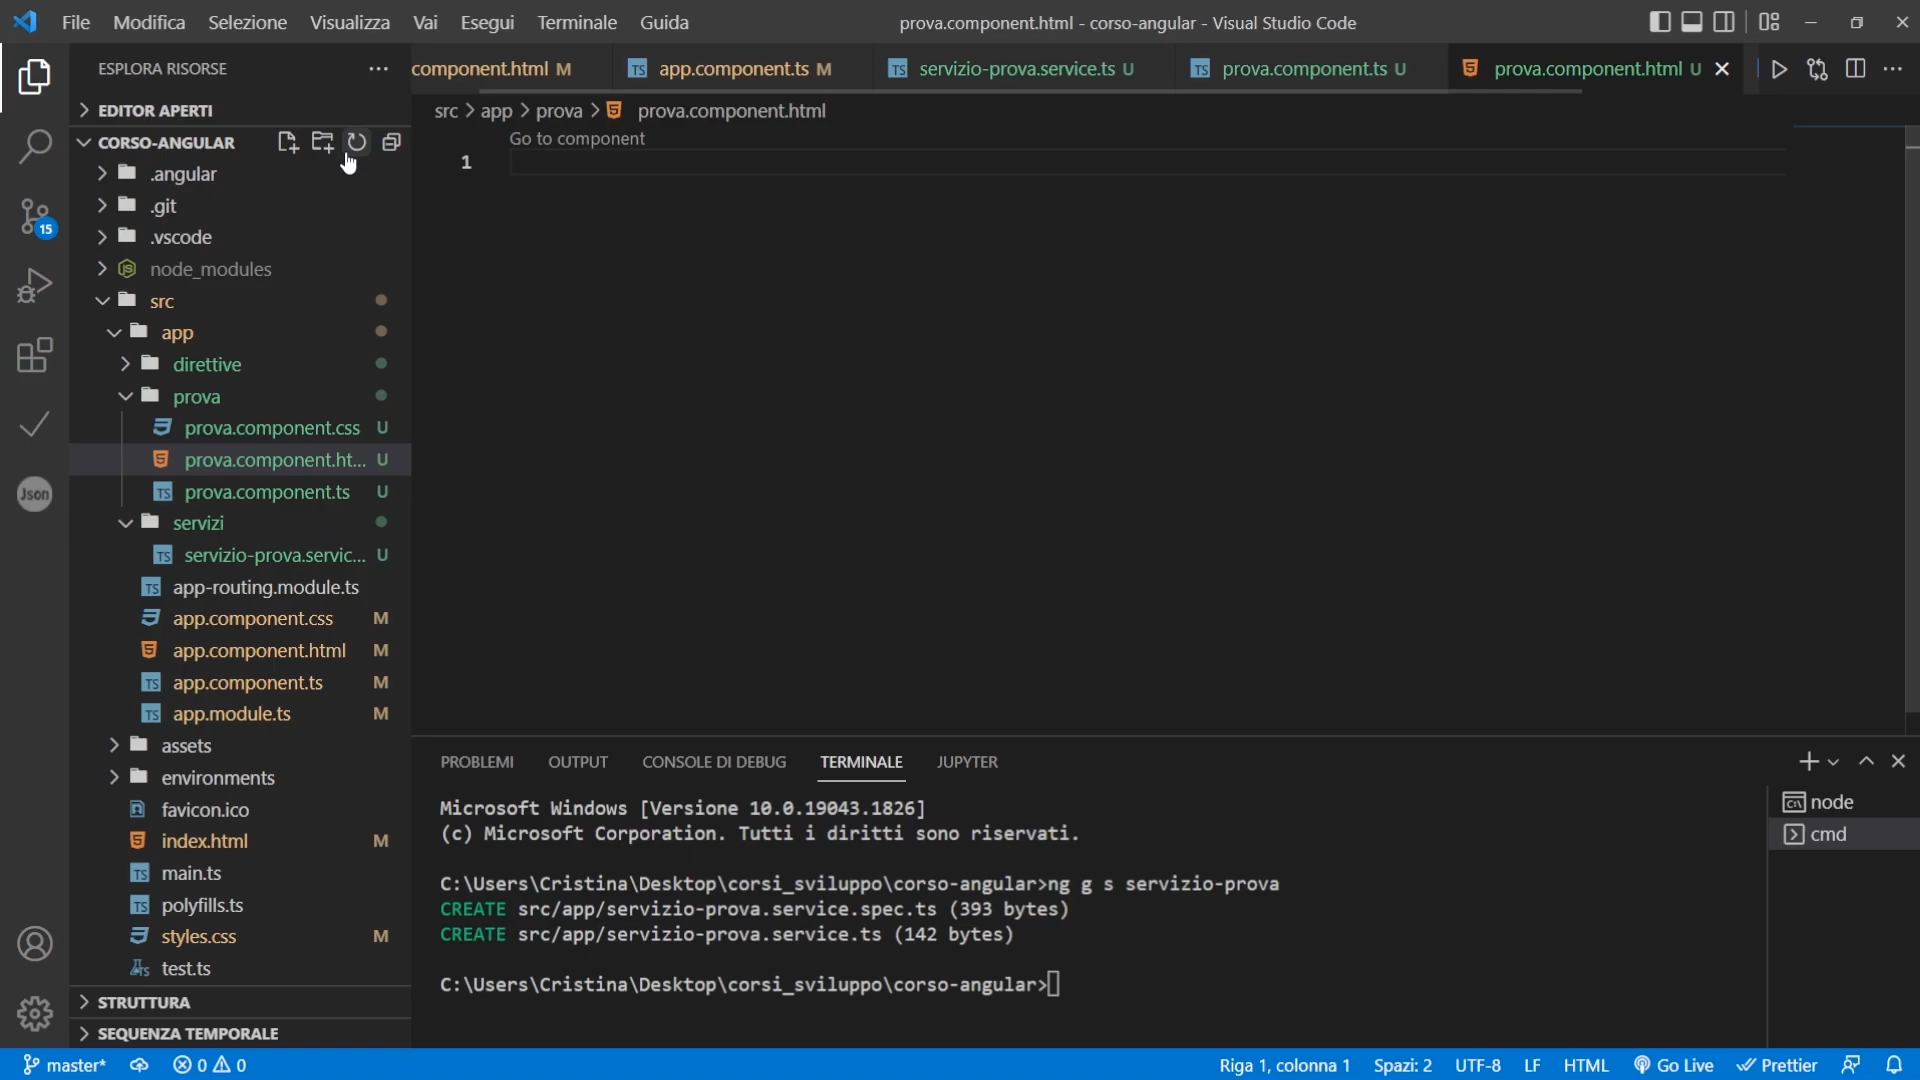 File Modifica Selezione Visualizza Vai Esegui Terminale Guida prova.component.html - corso-angular - Visual Studio Code
ESPLORA RISORSE
component.html M app.component.ts M servizio-prova.service.ts U prova.component.ts U prova.component.html U
EDITOR APERTI
src > app > prova > prova.component.html
CORSO-ANGULAR
Go to component
1
.angular
.git
.vscode
node_modules
src
app
direttive
prova
prova.component.css U
prova.component.ht... U
prova.component.ts U
servizi
servizio-prova.servic... U
app-routing.module.ts
app.component.css M
app.component.html M
app.component.ts M
app.module.ts M
assets
environments
favicon.ico
index.html M
main.ts
polyfills.ts
styles.css M
test.ts
STRUTTURA
SEQUENZA TEMPORALE
15
Json
PROBLEMI OUTPUT CONSOLE DI DEBUG TERMINALE JUPYTER
Microsoft Windows [Versione 10.0.19043.1826]
(c) Microsoft Corporation. Tutti i diritti sono riservati.
C:\Users\Cristina\Desktop\corsi_sviluppo\corso-angular>ng g s servizio-prova
CREATE src/app/servizio-prova.service.spec.ts (393 bytes)
CREATE src/app/servizio-prova.service.ts (142 bytes)
C:\Users\Cristina\Desktop\corsi_sviluppo\corso-angular>
node
cmd
master* 0 0 Riga 1, colonna 1 Spazi: 2 UTF-8 LF HTML Go Live Prettier